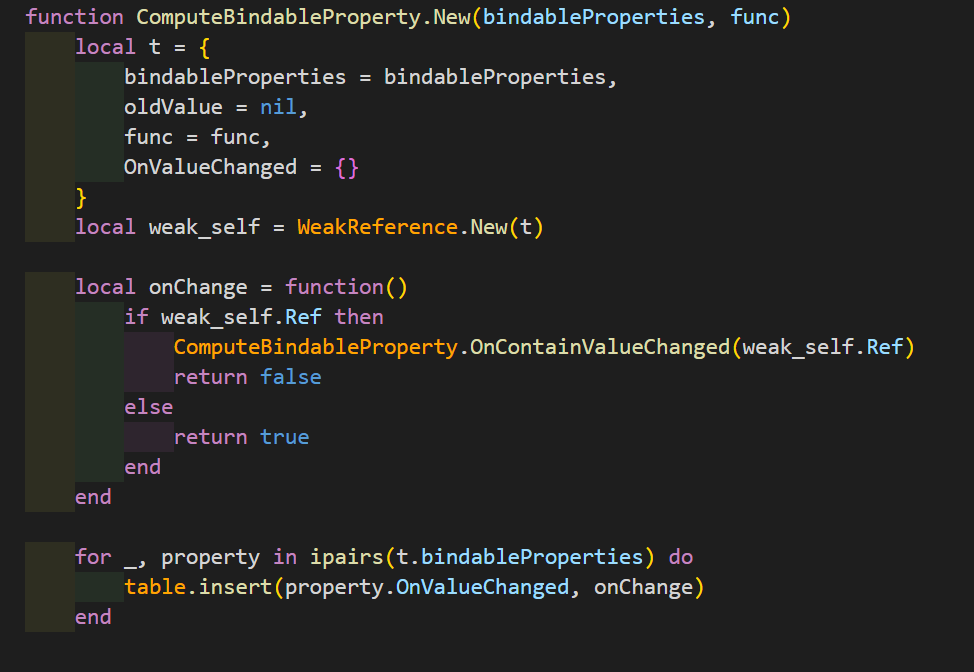 function ComputeBindableProperty.New(bindableProperties, func)
    local t = {
        bindableProperties = bindableProperties,
        oldValue = nil,
        func = func,
        OnValueChanged = {}
    }
    local weak_self = WeakReference.New(t)

    local onChange = function()
        if weak_self.Ref then
            ComputeBindableProperty.OnContainValueChanged(weak_self.Ref)
            return false
        else
            return true
        end
    end

    for _, property in ipairs(t.bindableProperties) do
        table.insert(property.OnValueChanged, onChange)
    end